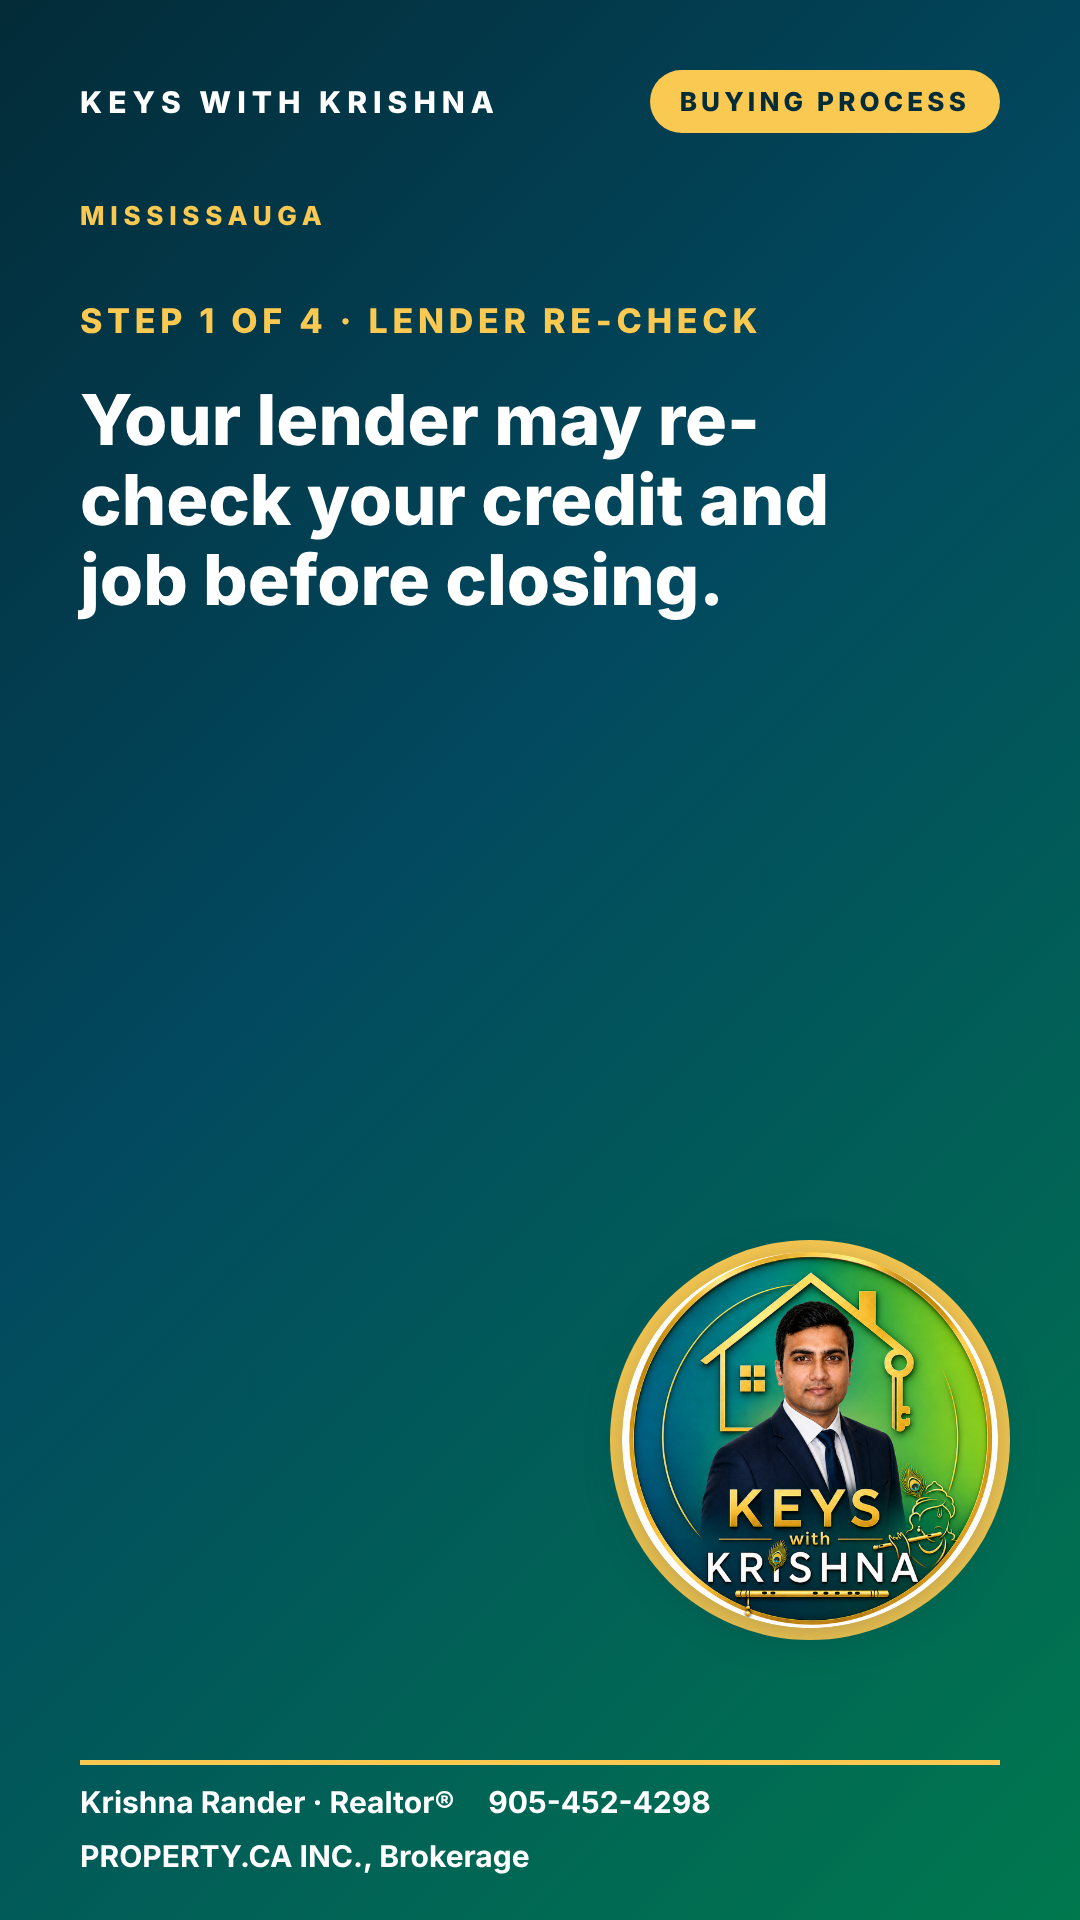 KEYS WITH KRISHNA
BUYING PROCESS
MISSISSAUGA
STEP 1 OF 4 · LENDER RE-CHECK
Your lender may re-
check your credit and
job before closing.
KEYS
with
KRISHNA
Krishna Rander · Realtor® 905-452-4298
PROPERTY.CA INC., Brokerage